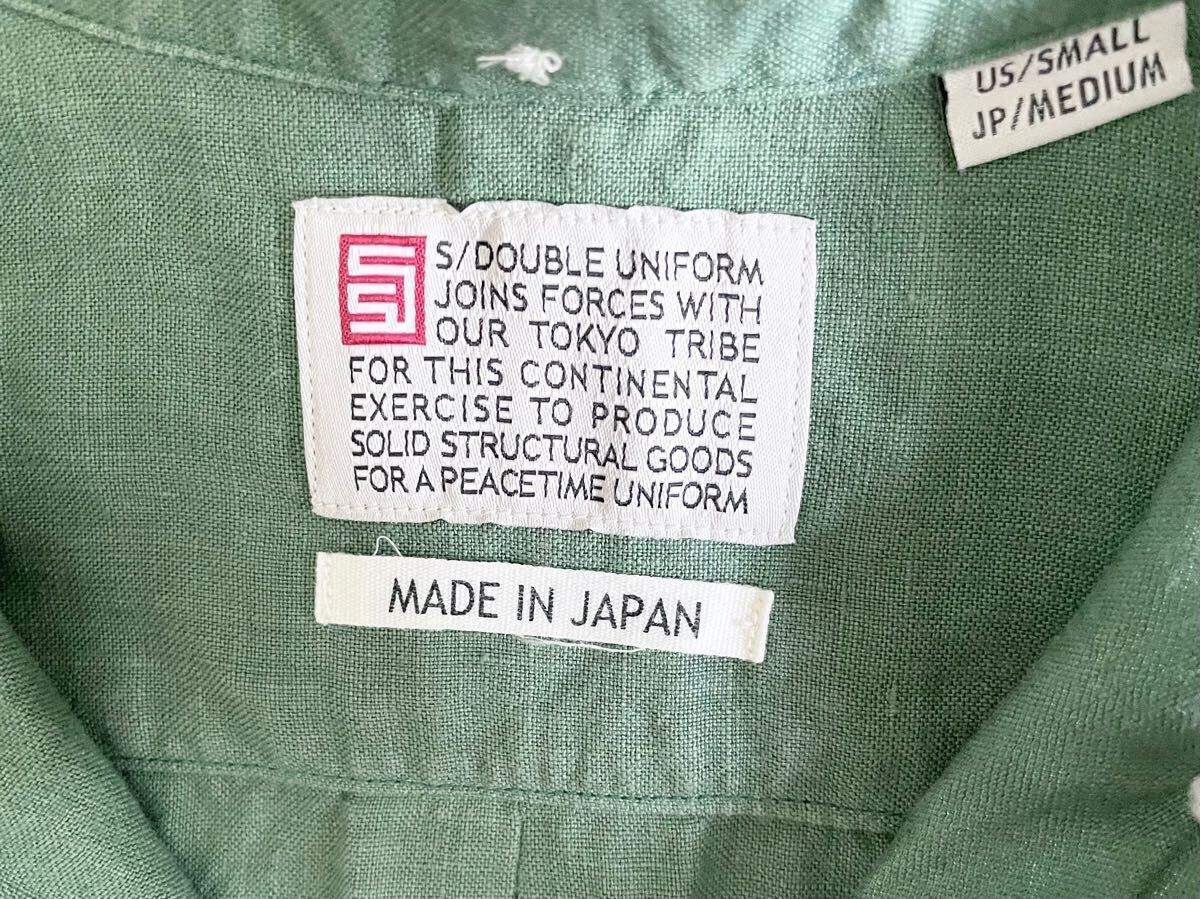 US/SMALL
JP/MEDIUM
S/DOUBLE UNIFORM
JOINS FORCES WITH
OUR TOKYO TRIBE
FOR THIS CONTINENTAL
EXERCISE TO PRODUCE
SOLID STRUCTURAL GOODS
FOR A PEACETIME UNIFORM
MADE IN JAPAN